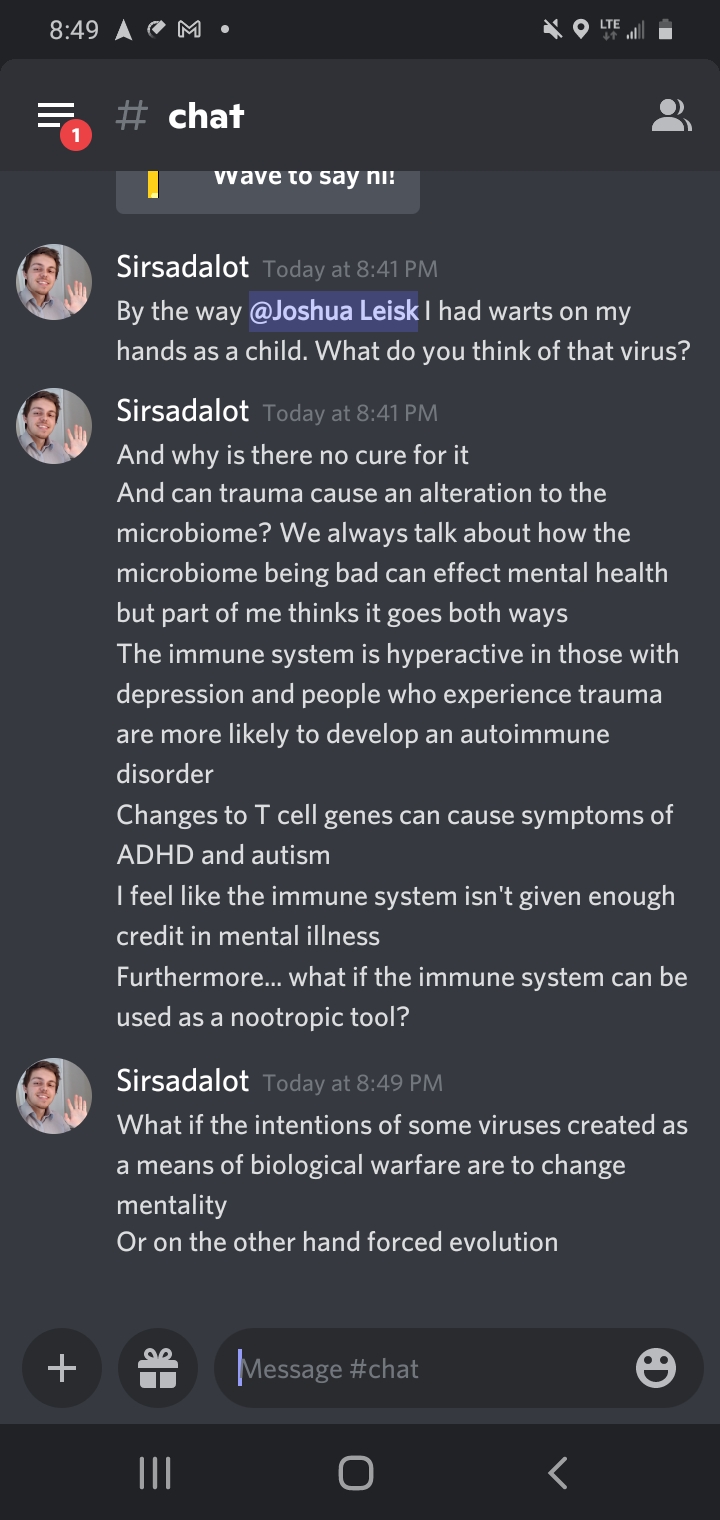 8:49
LTE
# chat
1
Wave to say hi!
Sirsadalot Today at 8:41 PM
By the way @Joshua Leisk I had warts on my
hands as a child. What do you think of that virus?
Sirsadalot Today at 8:41 PM
And why is there no cure for it
And can trauma cause an alteration to the
microbiome? We always talk about how the
microbiome being bad can effect mental health
but part of me thinks it goes both ways
The immune system is hyperactive in those with
depression and people who experience trauma
are more likely to develop an autoimmune
disorder
Changes to T cell genes can cause symptoms of
ADHD and autism
I feel like the immune system isn't given enough
credit in mental illness
Furthermore... what if the immune system can be
used as a nootropic tool?
Sirsadalot Today at 8:49 PM
What if the intentions of some viruses created as
a means of biological warfare are to change
mentality
Or on the other hand forced evolution
Message #chat